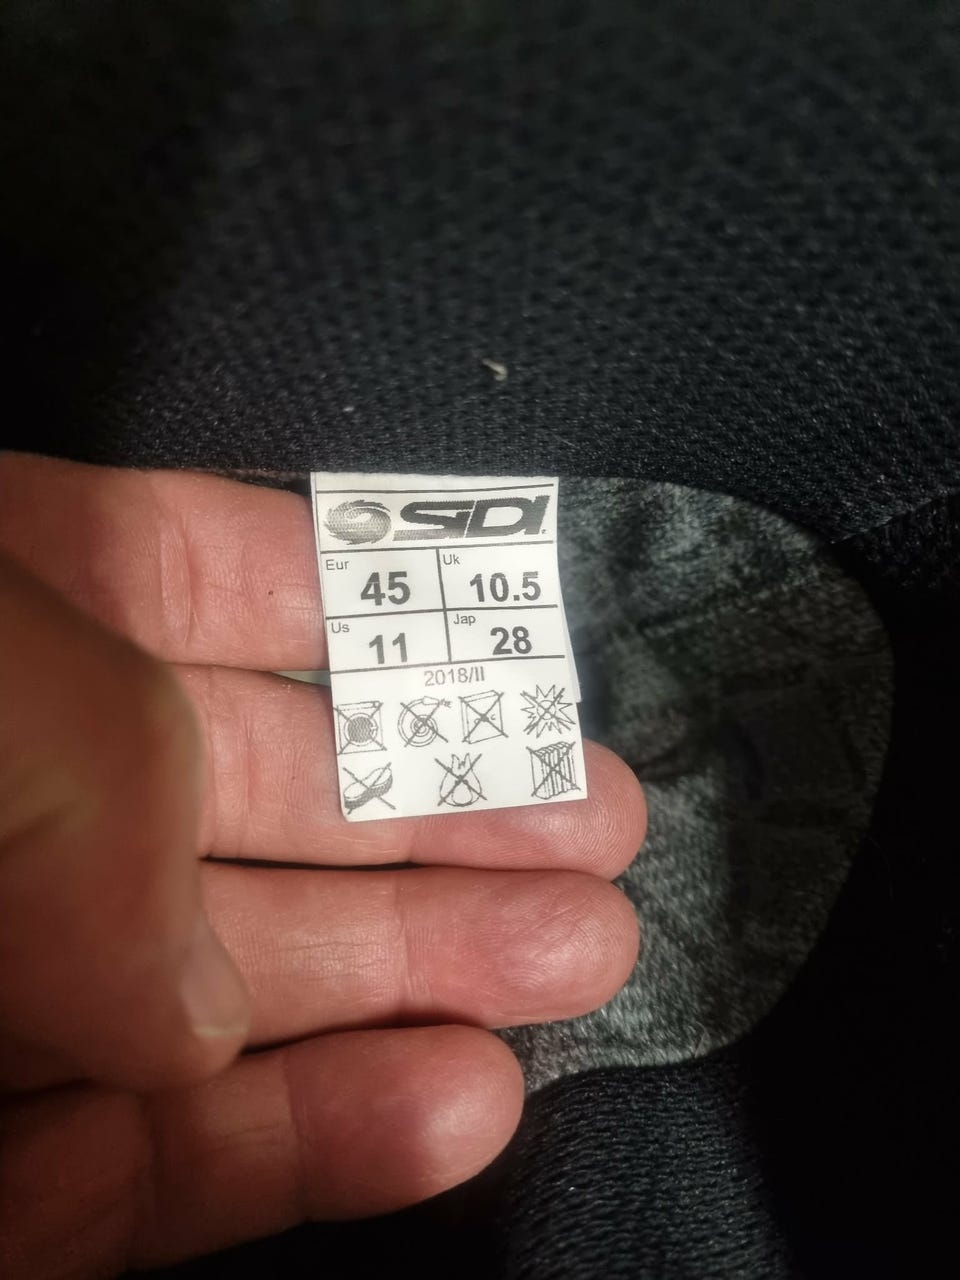 SIDI
Eur 45 Uk 10.5
Us 11 Jap 28
2018/II